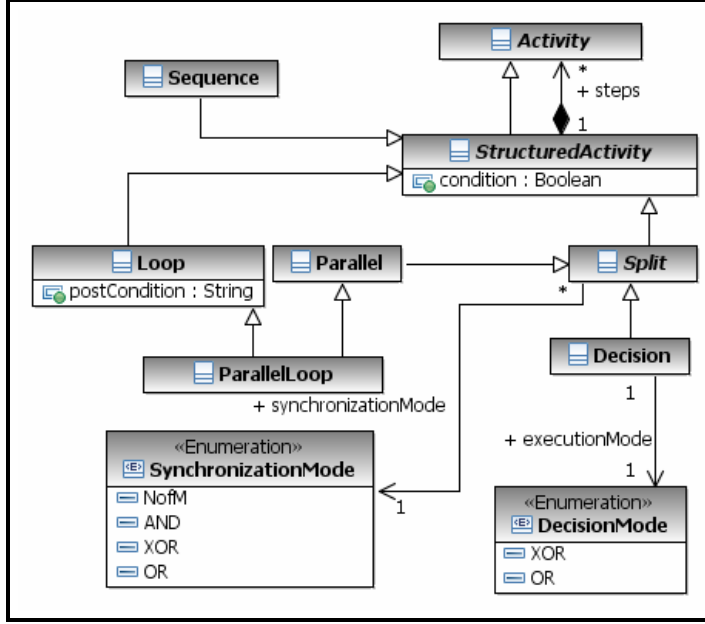 Activity
Sequence
*
+ steps
1
StructuredActivity
condition : Boolean
Loop
postCondition : String
Parallel
Split
*
ParallelLoop
Decision
+ synchronizationMode
1
+ executionMode
1
«Enumeration»
SynchronizationMode
NofM
AND
XOR
OR
1
«Enumeration»
DecisionMode
XOR
OR